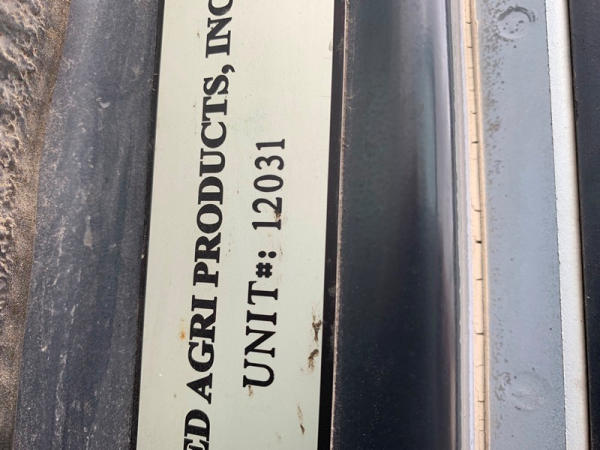 ED AGRI PRODUCTS, INC
UNIT#: 12031